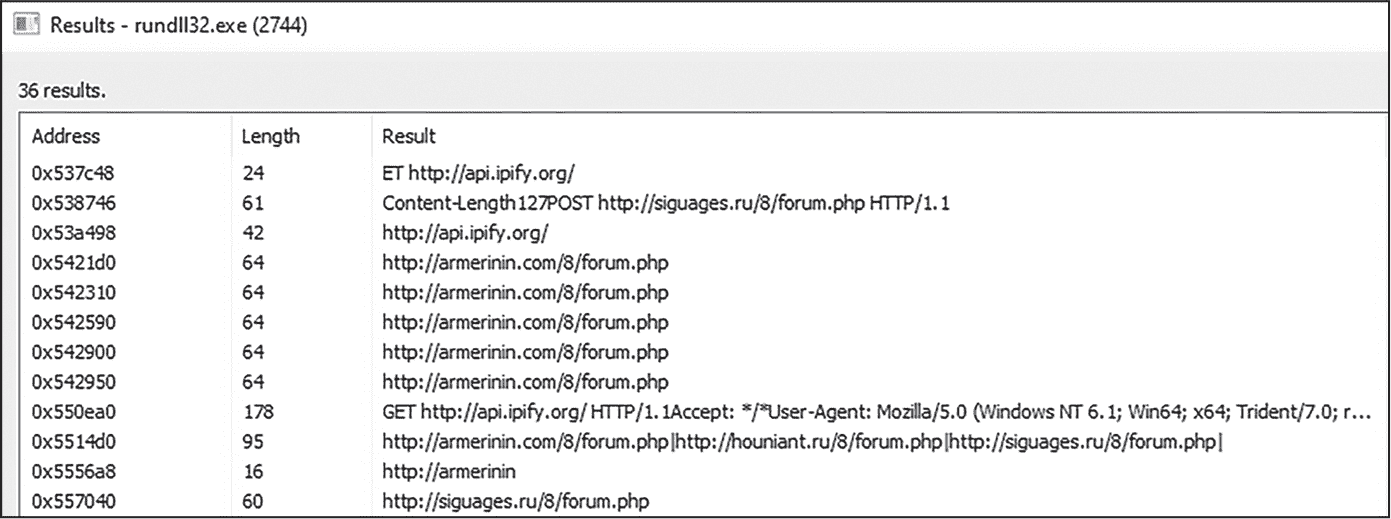 Results - rundll32.exe (2744)
36 results.
Address Length Result
0x537c48 24 ET http://api.ipify.org/
0x538746 61 Content-Length127POST http://siguages.ru/8/forum.php HTTP/1.1
0x53a498 42 http://api.ipify.org/
0x5421d0 64 http://armerinin.com/8/forum.php
0x542310 64 http://armerinin.com/8/forum.php
0x542590 64 http://armerinin.com/8/forum.php
0x542900 64 http://armerinin.com/8/forum.php
0x542950 64 http://armerinin.com/8/forum.php
0x550ea0 178 GET http://api.ipify.org/ HTTP/1.1Accept: */*User-Agent: Mozilla/5.0 (Windows NT 6.1; Win64; x64; Trident/7.0; r...
0x5514d0 95 http://armerinin.com/8/forum.php|http://houniant.ru/8/forum.php|http://siguages.ru/8/forum.php|
0x5556a8 16 http://armerinin
0x557040 60 http://siguages.ru/8/forum.php